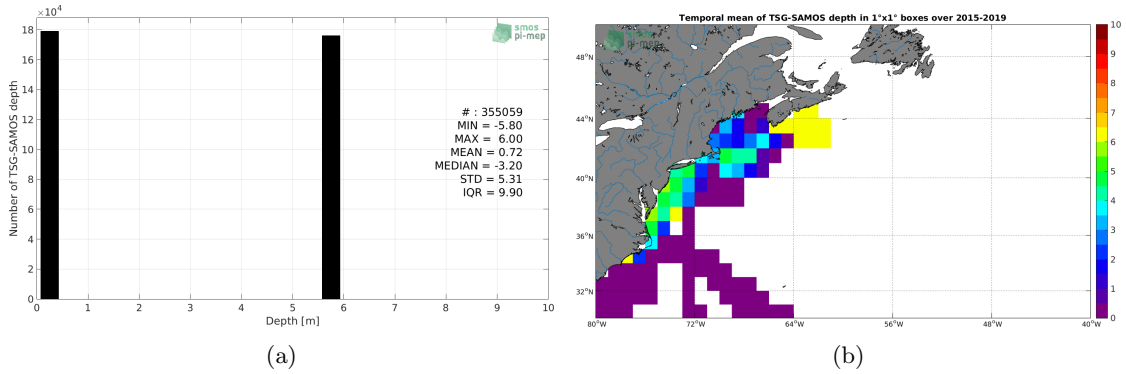 ×10⁴
18
16
14
12
10
8
6
4
2
0
Number of TSG-SAMOS depth
smos
pi-mep
# : 355059
MIN = -5.80
MAX = 6.00
MEAN = 0.72
MEDIAN = -3.20
STD = 5.31
IQR = 9.90
0 1 2 3 4 5 6 7 8 9 10
Depth [m]
(a)
Temporal mean of TSG-SAMOS depth in 1°x1° boxes over 2015-2019
smos
pi-mep
48°N
44°N
40°N
36°N
32°N
80°W 72°W 64°W 56°W 48°W 40°W
10
9
8
7
6
5
4
3
2
1
0
(b)